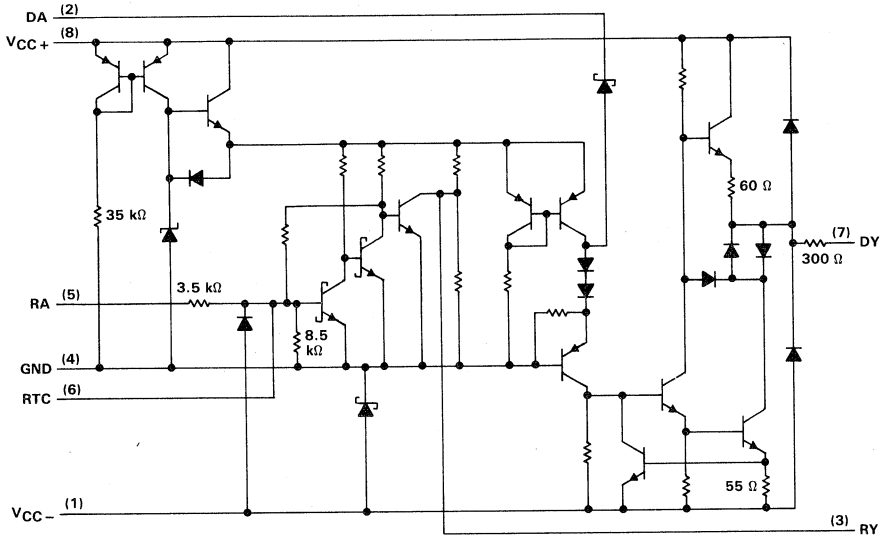 DA (2)
VCC+ (8)
60 Ω
35 kΩ
(7) DY
300 Ω
3.5 kΩ
RA (5)
8.5 kΩ
GND (4)
RTC (6)
55 Ω
VCC- (1)
(3) RY